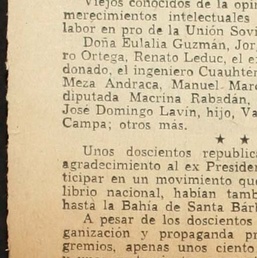 Viejos conocidos de la opin
merecimientos intelectuales
labor en pro de la Unión Sovi
Doña Eulalia Guzmán, Jor
ro Ortega, Renato Leduc, el ex
donado, el ingeniero Cuauhtém
Meza Andraca, Manuel Marc
diputada Macrina Rabadán,
José Domingo Lavín, hijo, Va
Campa; otros más.
★ ★
Unos doscientos republica
agradecimiento al ex Presiden
ticipar en un movimiento que
librio nacional, habían tamb
hasta la Bahía de Santa Bárb
A pesar de los doscientos
ganización y propaganda pr
gremios, apenas unos ciento